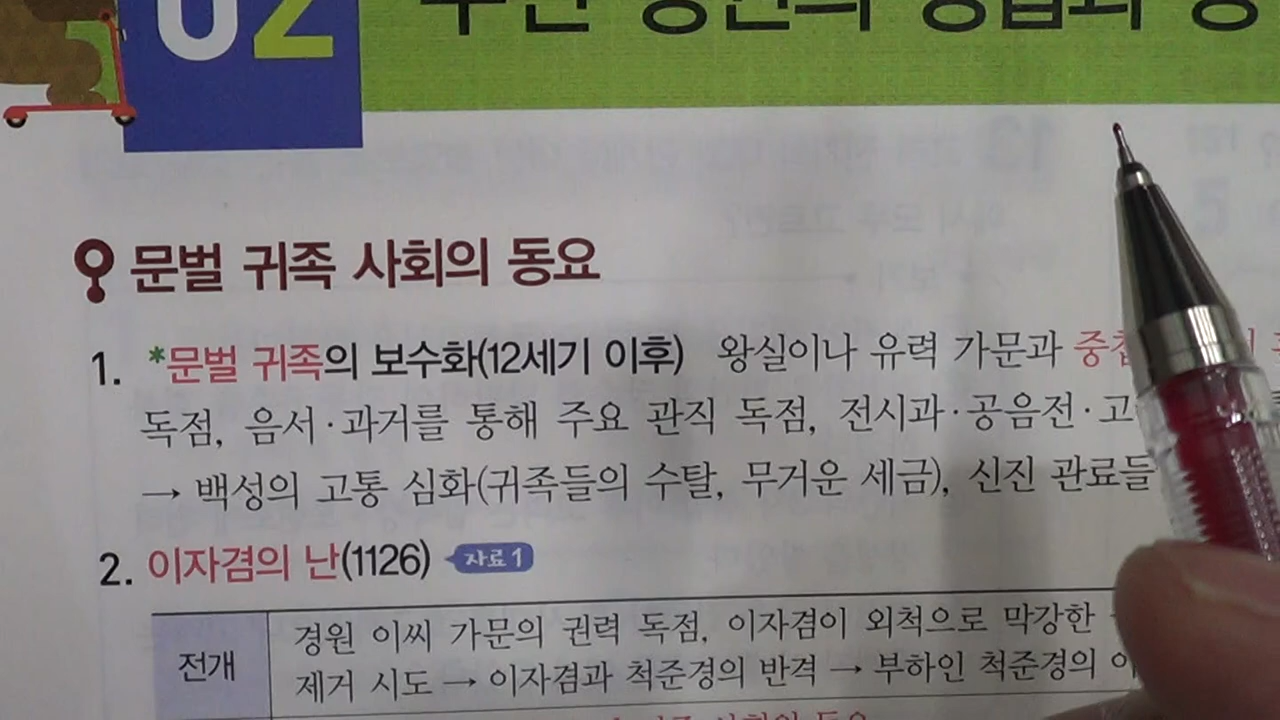 02
문벌 귀족 사회의 동요
1. *문벌 귀족의 보수화(12세기 이후) 왕실이나 유력 가문과
독점, 음서·과거를 통해 주요 관직 독점, 전시과·공음전·고
→ 백성의 고통 심화(귀족들의 수탈, 무거운 세금), 신진 관료들
2. 이자겸의 난(1126) 자료1
전개
경원 이씨 가문의 권력 독점, 이자겸이 외척으로 막강한
제거 시도 → 이자겸과 척준경의 반격 → 부하인 척준경의